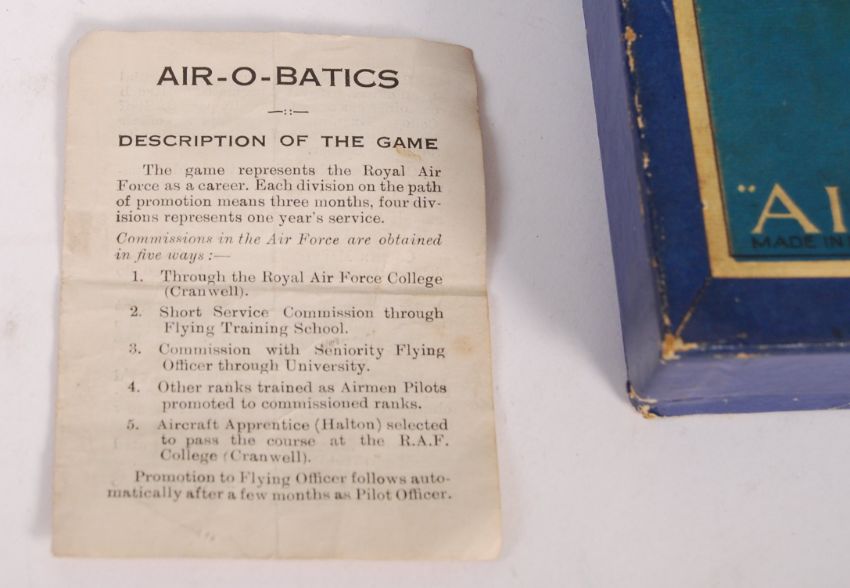 AIR-O-BATICS
DESCRIPTION OF THE GAME
The game represents the Royal Air
Force as a career. Each division on the path
of promotion means three months, four div-
isions represents one year's service.
Commissions in the Air Force are obtained
in five ways :—
1. Through the Royal Air Force College
(Cranwell).
2. Short Service Commission through
Flying Training School.
3. Commission with Seniority Flying
Officer through University.
4. Other ranks trained as Airmen Pilots
promoted to commissioned ranks.
5. Aircraft Apprentice (Halton) selected
to pass the course at the R.A.F.
College (Cranwell).
Promotion to Flying Officer follows auto-
matically after a few months as Pilot Officer.
"AI
MADE IN